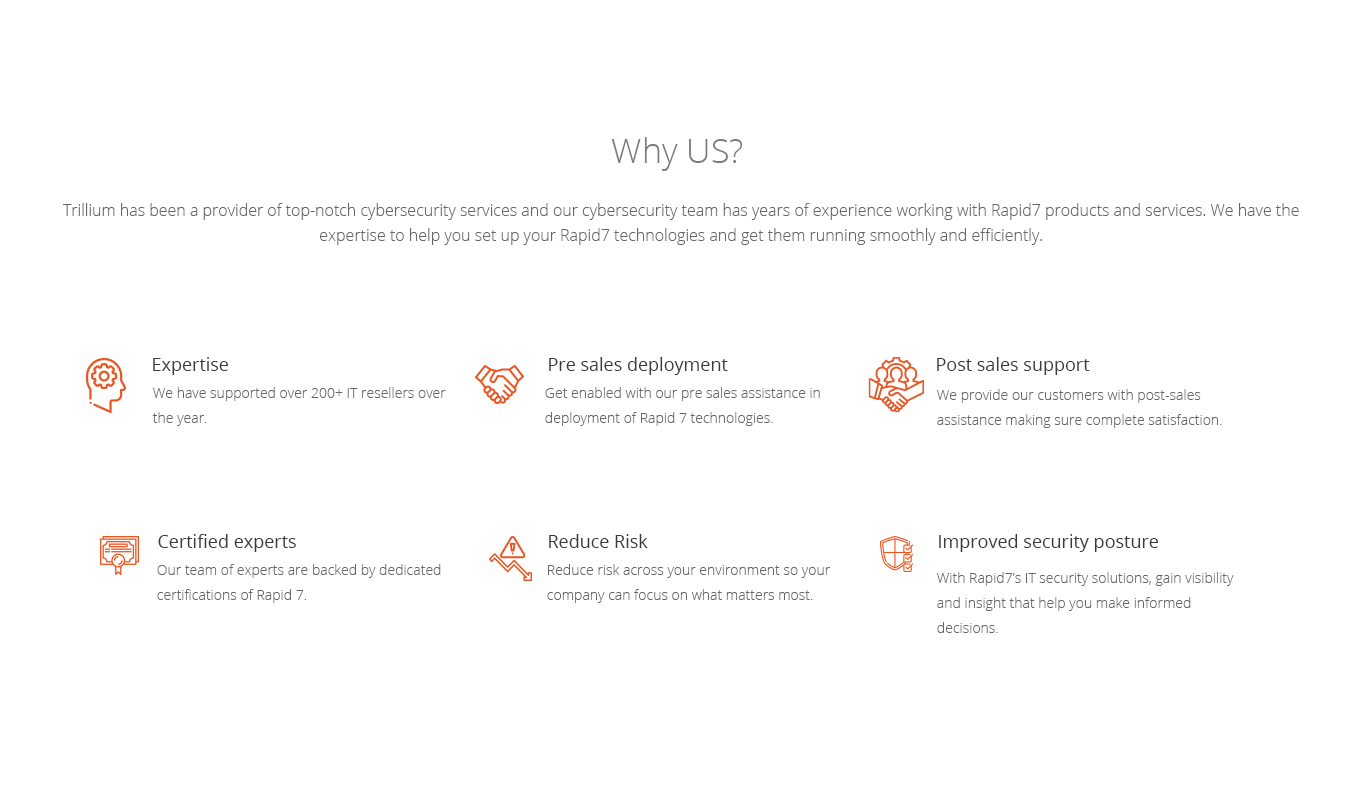 Why US?
Trillium has been a provider of top-notch cybersecurity services and our cybersecurity team has years of experience working with Rapid7 products and services. We have the
expertise to help you set up your Rapid7 technologies and get them running smoothly and efficiently.
Expertise
We have supported over 200+ IT resellers over
the year.
Pre sales deployment
Get enabled with our pre sales assistance in
deployment of Rapid 7 technologies.
Post sales support
We provide our customers with post-sales
assistance making sure complete satisfaction.
Certified experts
Our team of experts are backed by dedicated
certifications of Rapid 7.
Reduce Risk
Reduce risk across your environment so your
company can focus on what matters most.
Improved security posture
With Rapid7’s IT security solutions, gain visibility
and insight that help you make informed
decisions.